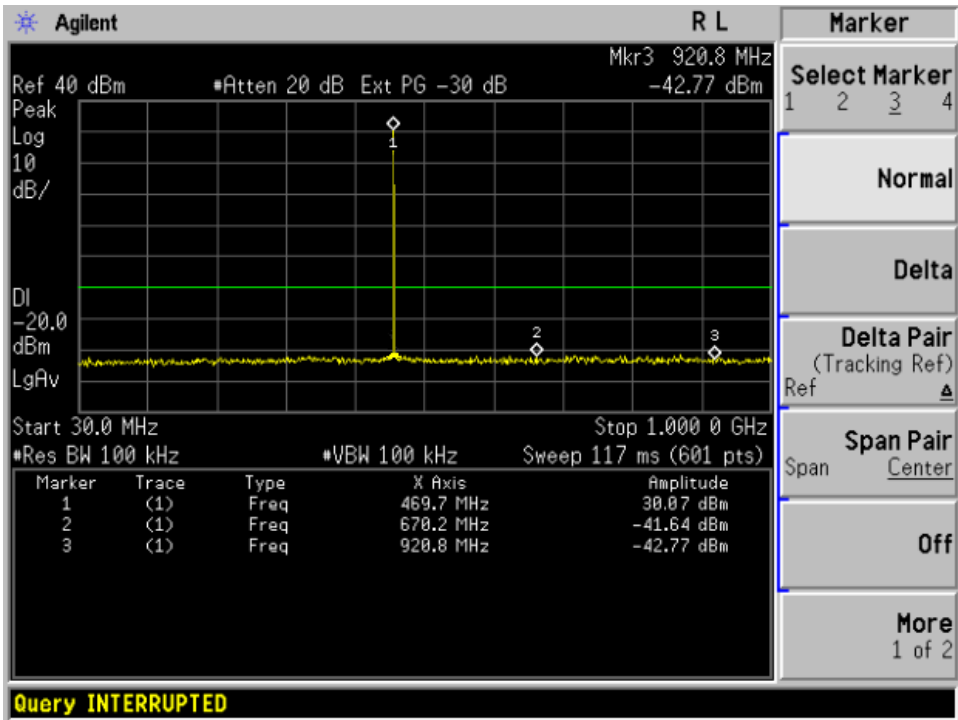 Agilent R L Marker
Mkr3 920.8 MHz
Ref 40 dBm #Atten 20 dB Ext PG -30 dB -42.77 dBm
Peak
Log
10
dB/
1
2
3
DI
-20.0
dBm
LgAv
Start 30.0 MHz Stop 1.000 0 GHz
#Res BW 100 kHz #VBW 100 kHz Sweep 117 ms (601 pts)
Marker Trace Type X Axis Amplitude
1 (1) Freq 469.7 MHz 30.07 dBm
2 (1) Freq 670.2 MHz -41.64 dBm
3 (1) Freq 920.8 MHz -42.77 dBm
Select Marker
1 2 3 4
Normal
Delta
Delta Pair
(Tracking Ref)
Ref Δ
Span Pair
Span Center
Off
More
1 of 2
Query INTERRUPTED